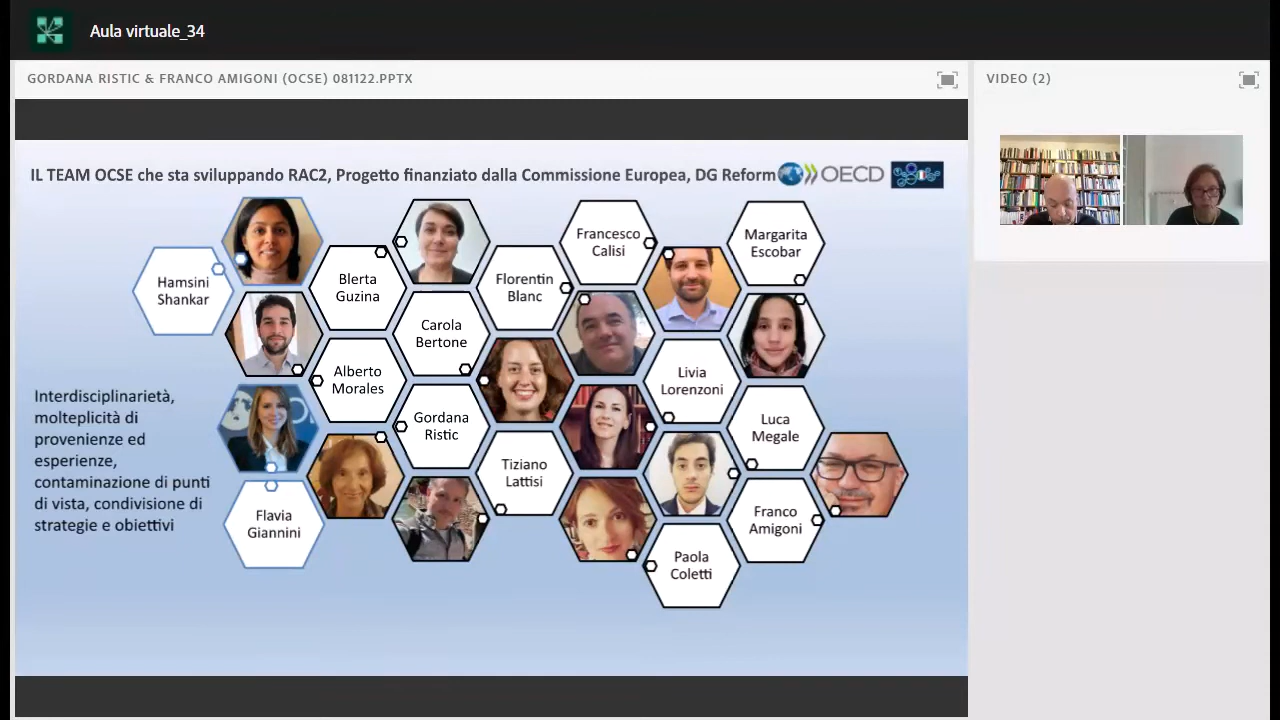 Aula virtuale_34
GORDANA RISTIC & FRANCO AMIGONI (OCSE) 081122.PPTX
VIDEO (2)
IL TEAM OCSE che sta sviluppando RAC2, Progetto finanziato dalla Commissione Europea, DG Reform
OECD
Hamsini
Shankar
Blerta
Guzina
Carola
Bertone
Florentin
Blanc
Francesco
Calisi
Margarita
Escobar
Alberto
Morales
Gordana
Ristic
Livia
Lorenzoni
Luca
Megale
Tiziano
Lattisi
Flavia
Giannini
Franco
Amigoni
Paola
Coletti
Interdisciplinarietà,
molteplicità di
provenienze ed
esperienze,
contaminazione di punti
di vista, condivisione di
strategie e obiettivi